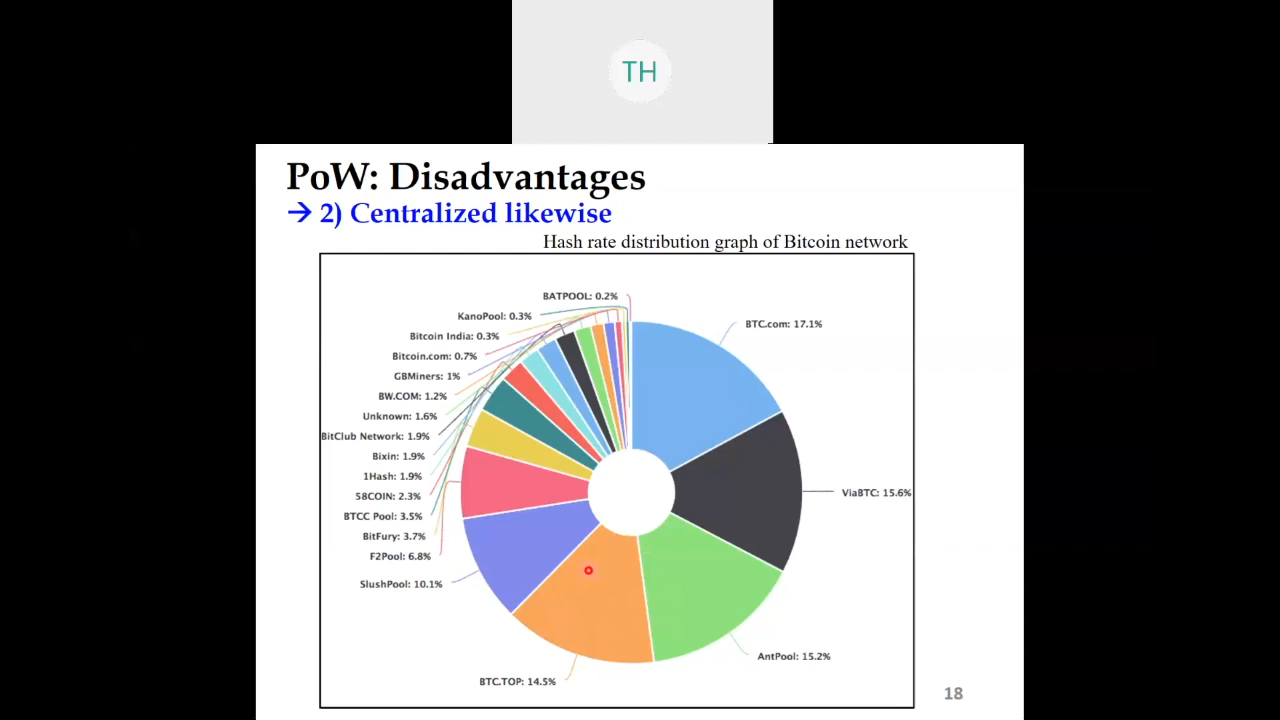 TH
PoW: Disadvantages
→ 2) Centralized likewise
Hash rate distribution graph of Bitcoin network
BATPOOL: 0.2%
KanoPool: 0.3%
Bitcoin India: 0.3%
Bitcoin.com: 0.7%
GBMiners: 1%
BW.COM: 1.2%
Unknown: 1.6%
BitClub Network: 1.9%
Bixin: 1.9%
1Hash: 1.9%
58COIN: 2.3%
BTCC Pool: 3.5%
BitFury: 3.7%
F2Pool: 6.8%
SlushPool: 10.1%
BTC.TOP: 14.5%
BTC.com: 17.1%
ViaBTC: 15.6%
AntPool: 15.2%
18